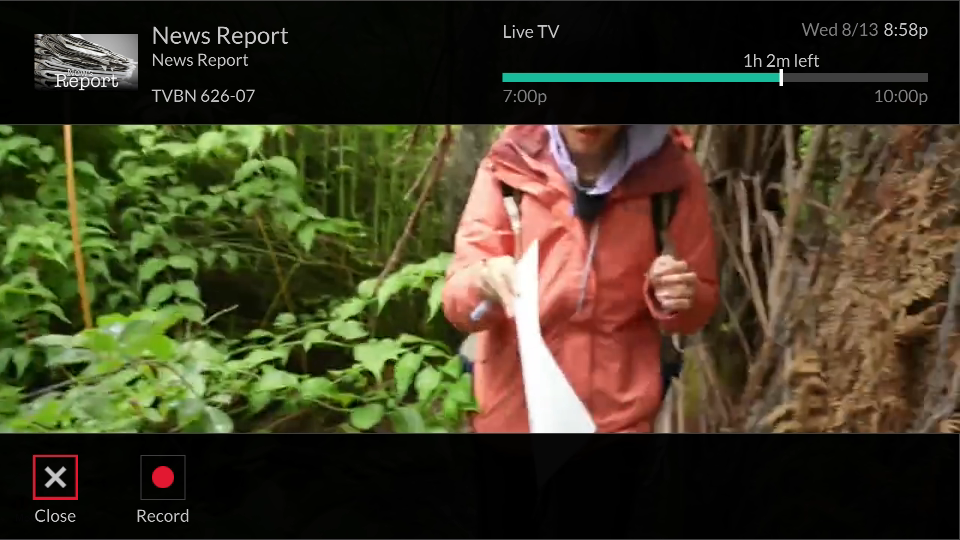 Report
News Report
News Report
TVBN 626-07
Live TV
Wed 8/13 8:58p
1h 2m left
7:00p
10:00p
Close
Record